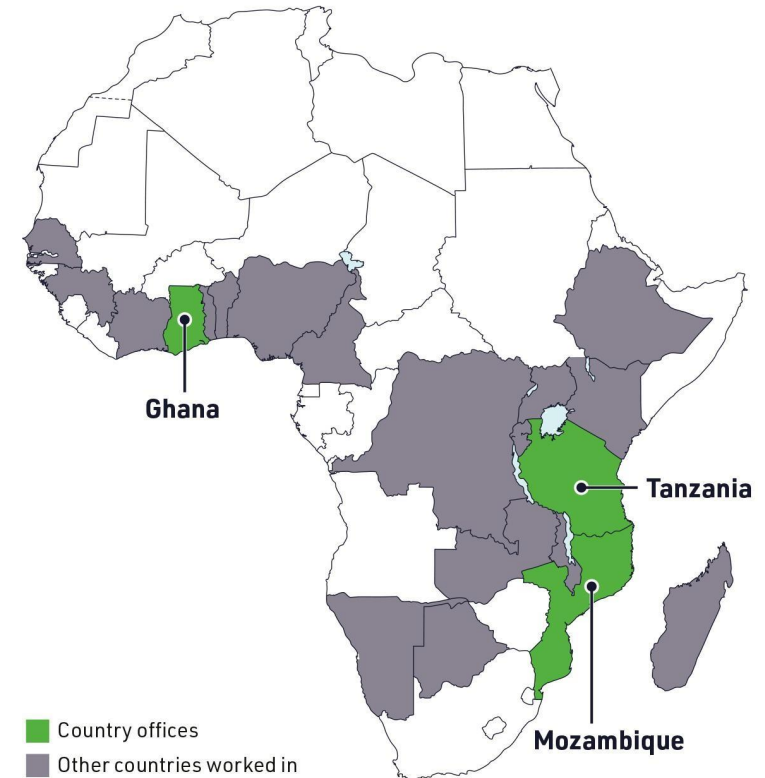 Ghana
Tanzania
Mozambique
Country offices
Other countries worked in